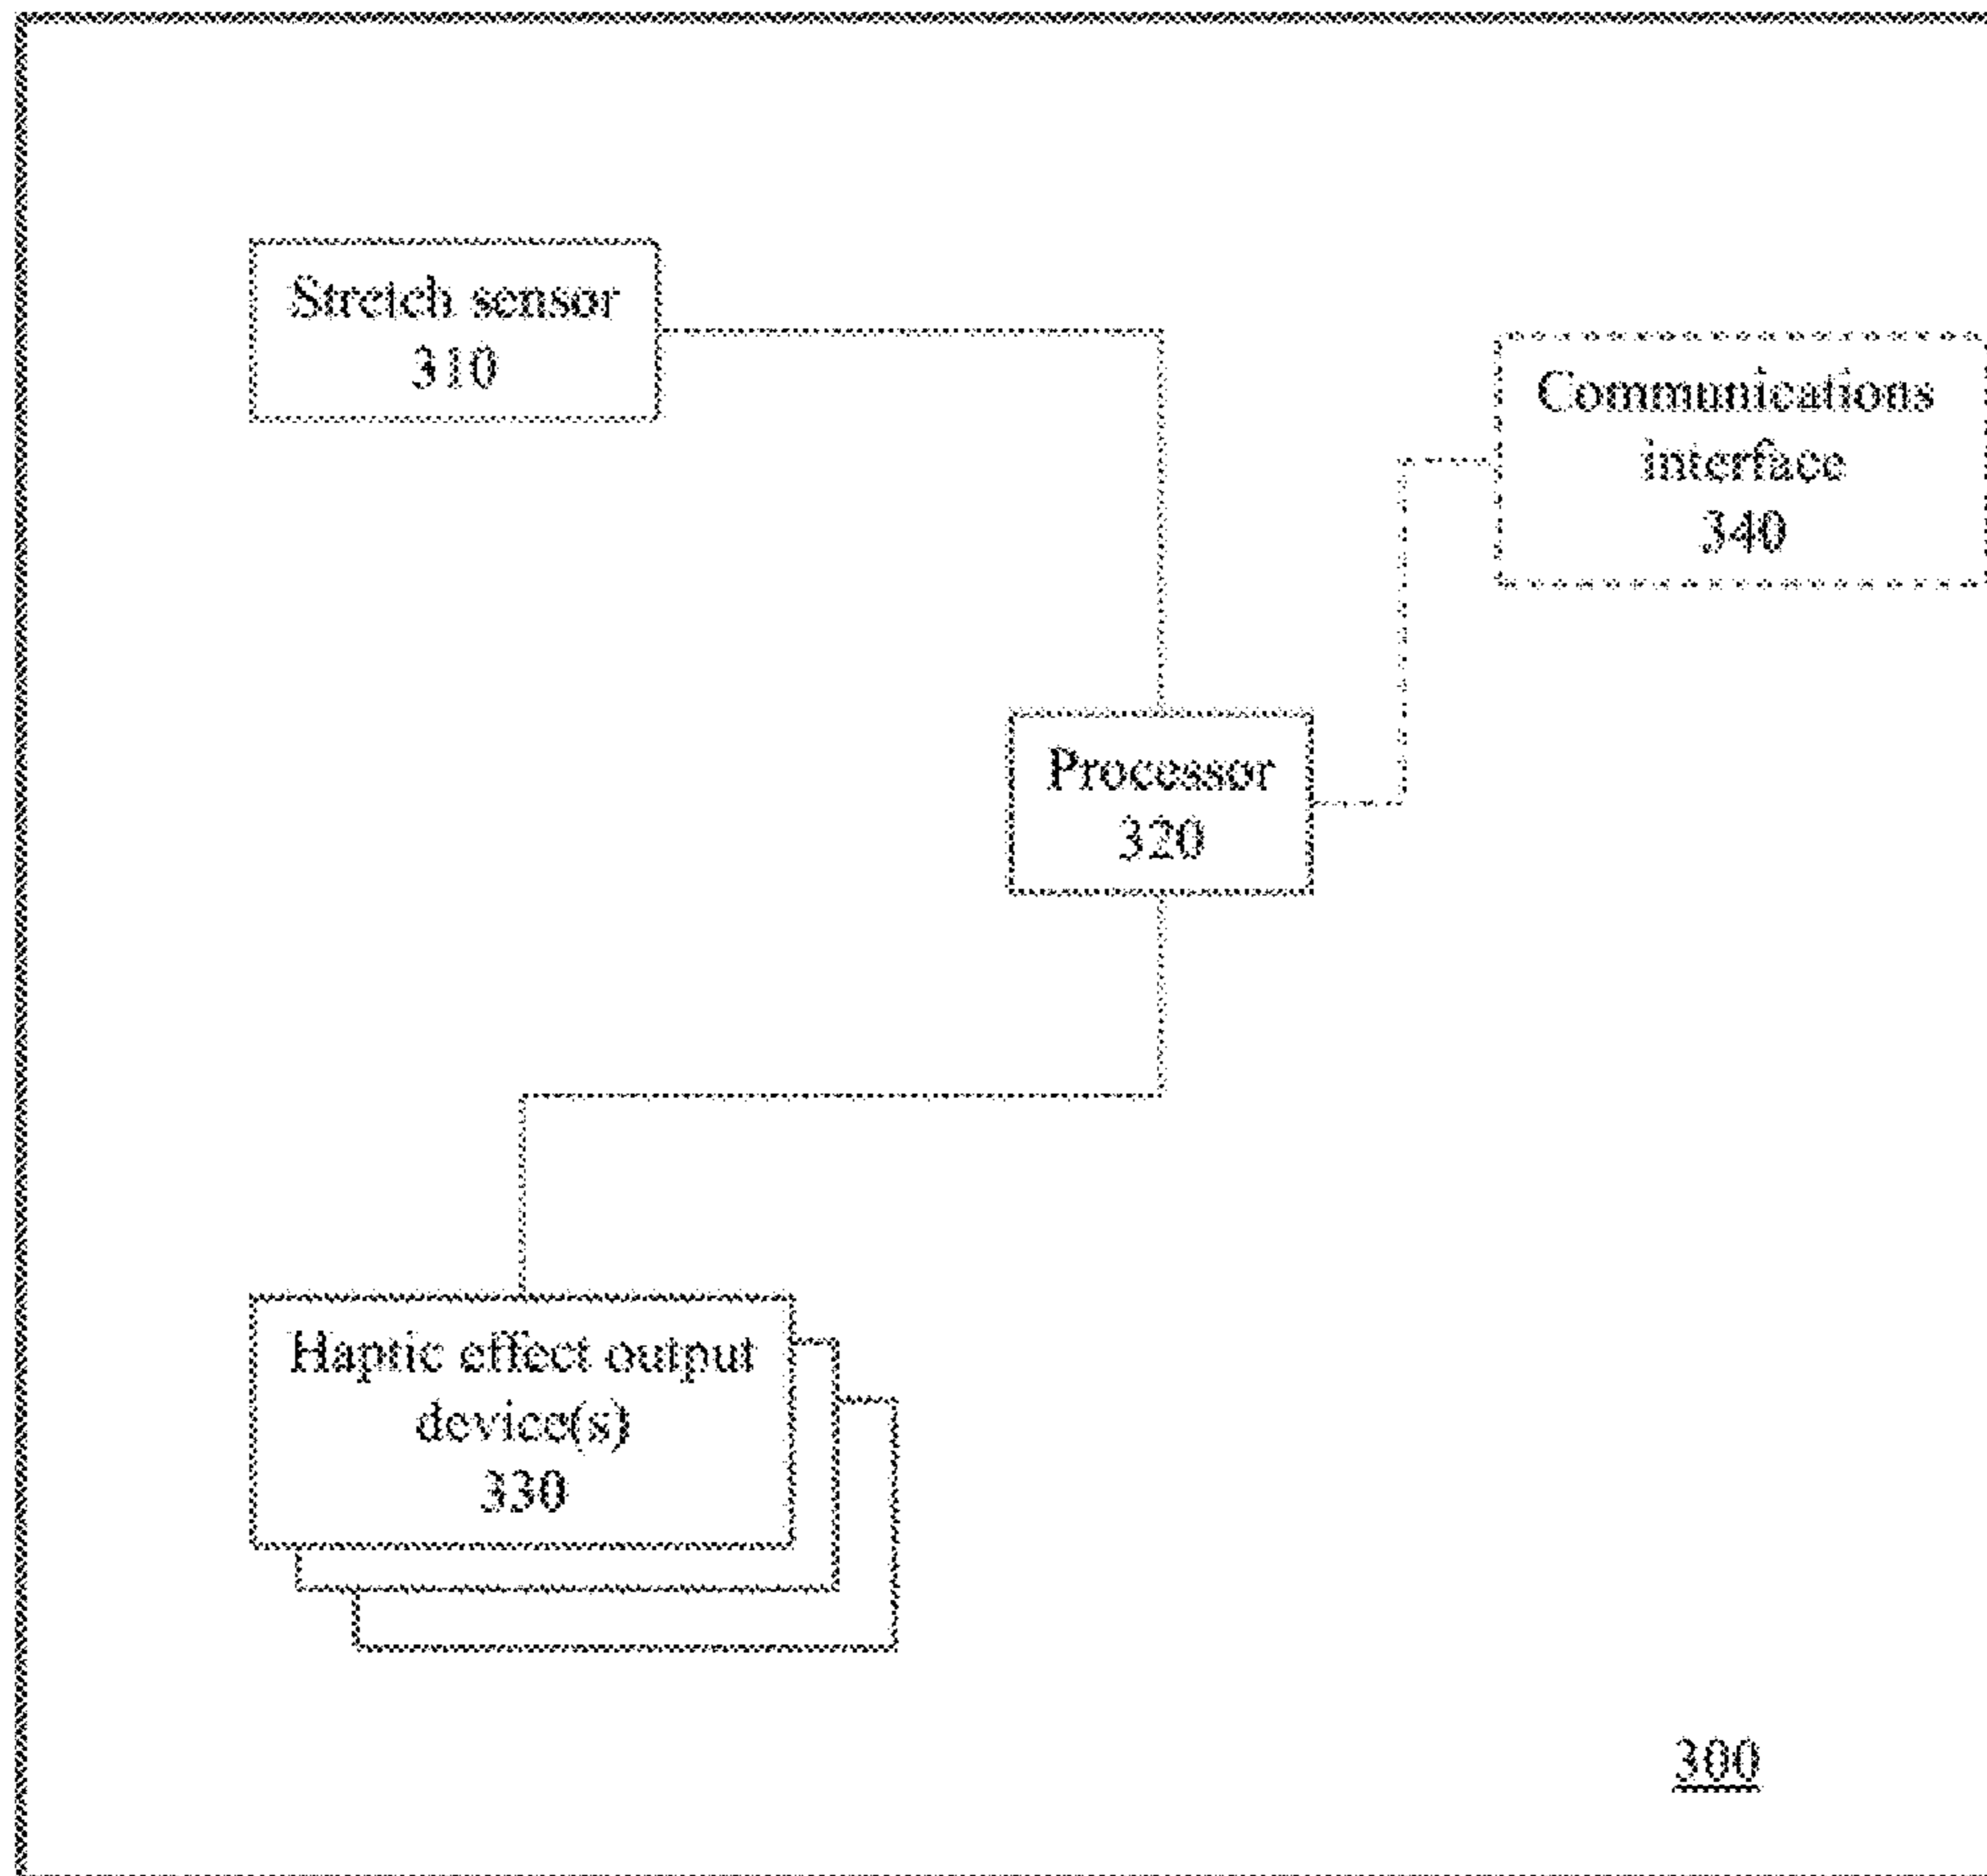 Stretch sensor
310
Communications
interface
340
Processor
320
Haptic effect output
device(s)
330
300